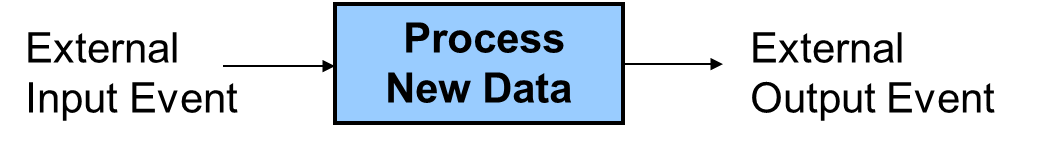 External
Input Event
Process
New Data
External
Output Event